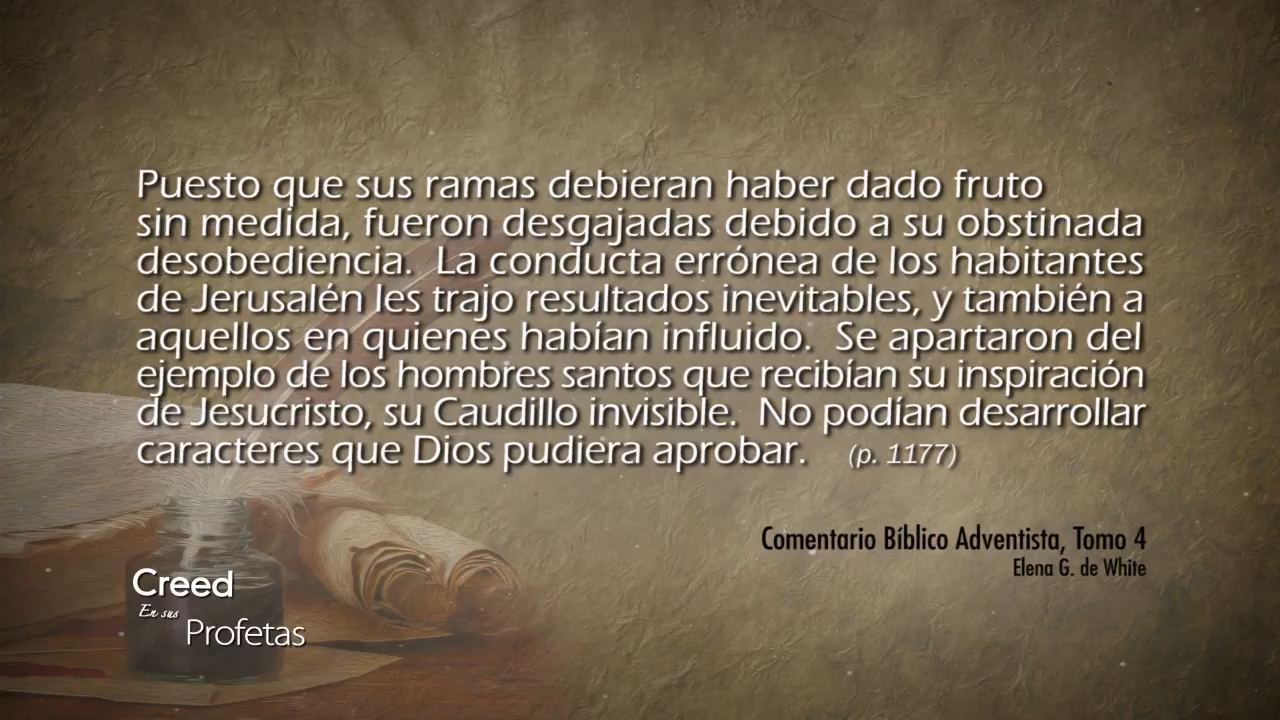 Puesto que sus ramas debieran haber dado fruto
sin medida, fueron desgajadas debido a su obstinada
desobediencia. La conducta errónea de los habitantes
de Jerusalén les trajo resultados inevitables, y también a
aquellos en quienes habían influido. Se apartaron del
ejemplo de los hombres santos que recibían su inspiración
de Jesucristo, su Caudillo invisible. No podían desarrollar
caracteres que Dios pudiera aprobar. (p. 1177)
Comentario Bíblico Adventista, Tomo 4
Elena G. de White
Creed
En sus
Profetas